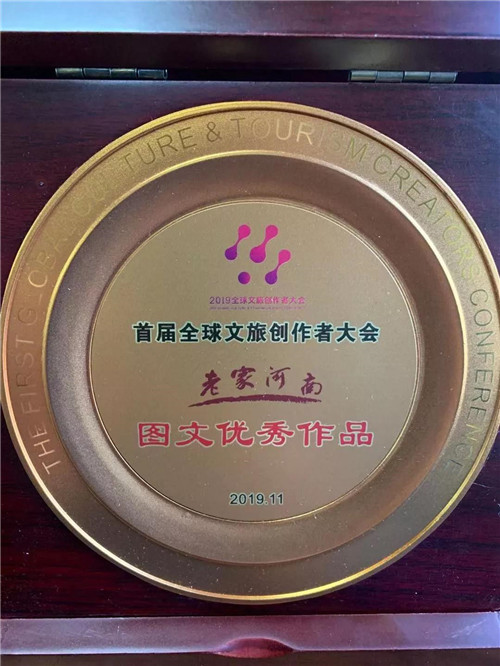 THE FIRST GLOBAL CULTURE & TOURISM CREATORS CONFERENCE
2019全球文旅创作者大会
首届全球文旅创作者大会
老家河南
图文优秀作品
2019.11